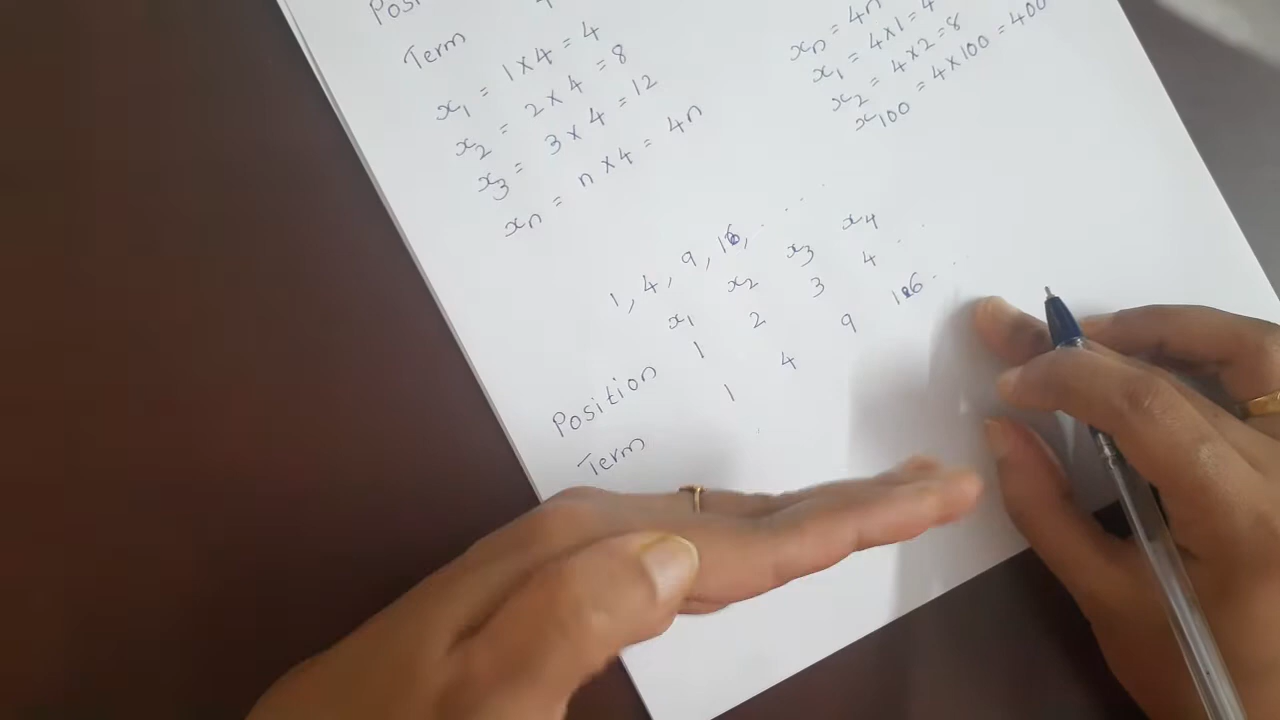 Posi
Term
x₁ = 1 × 4 = 4
x₂ = 2 × 4 = 8
x₃ = 3 × 4 = 12
xₙ = n × 4 = 4n
xₙ = 4n
x₁ = 4 × 1 = 4
x₂ = 4 × 2 = 8
x₁₀₀ = 4 × 100 = 400
1, 4, 9, 16, . . . .
x₁ x₂ x₃ x₄
Position 1 2 3 4 . .
Term 1 4 9 16 . . .